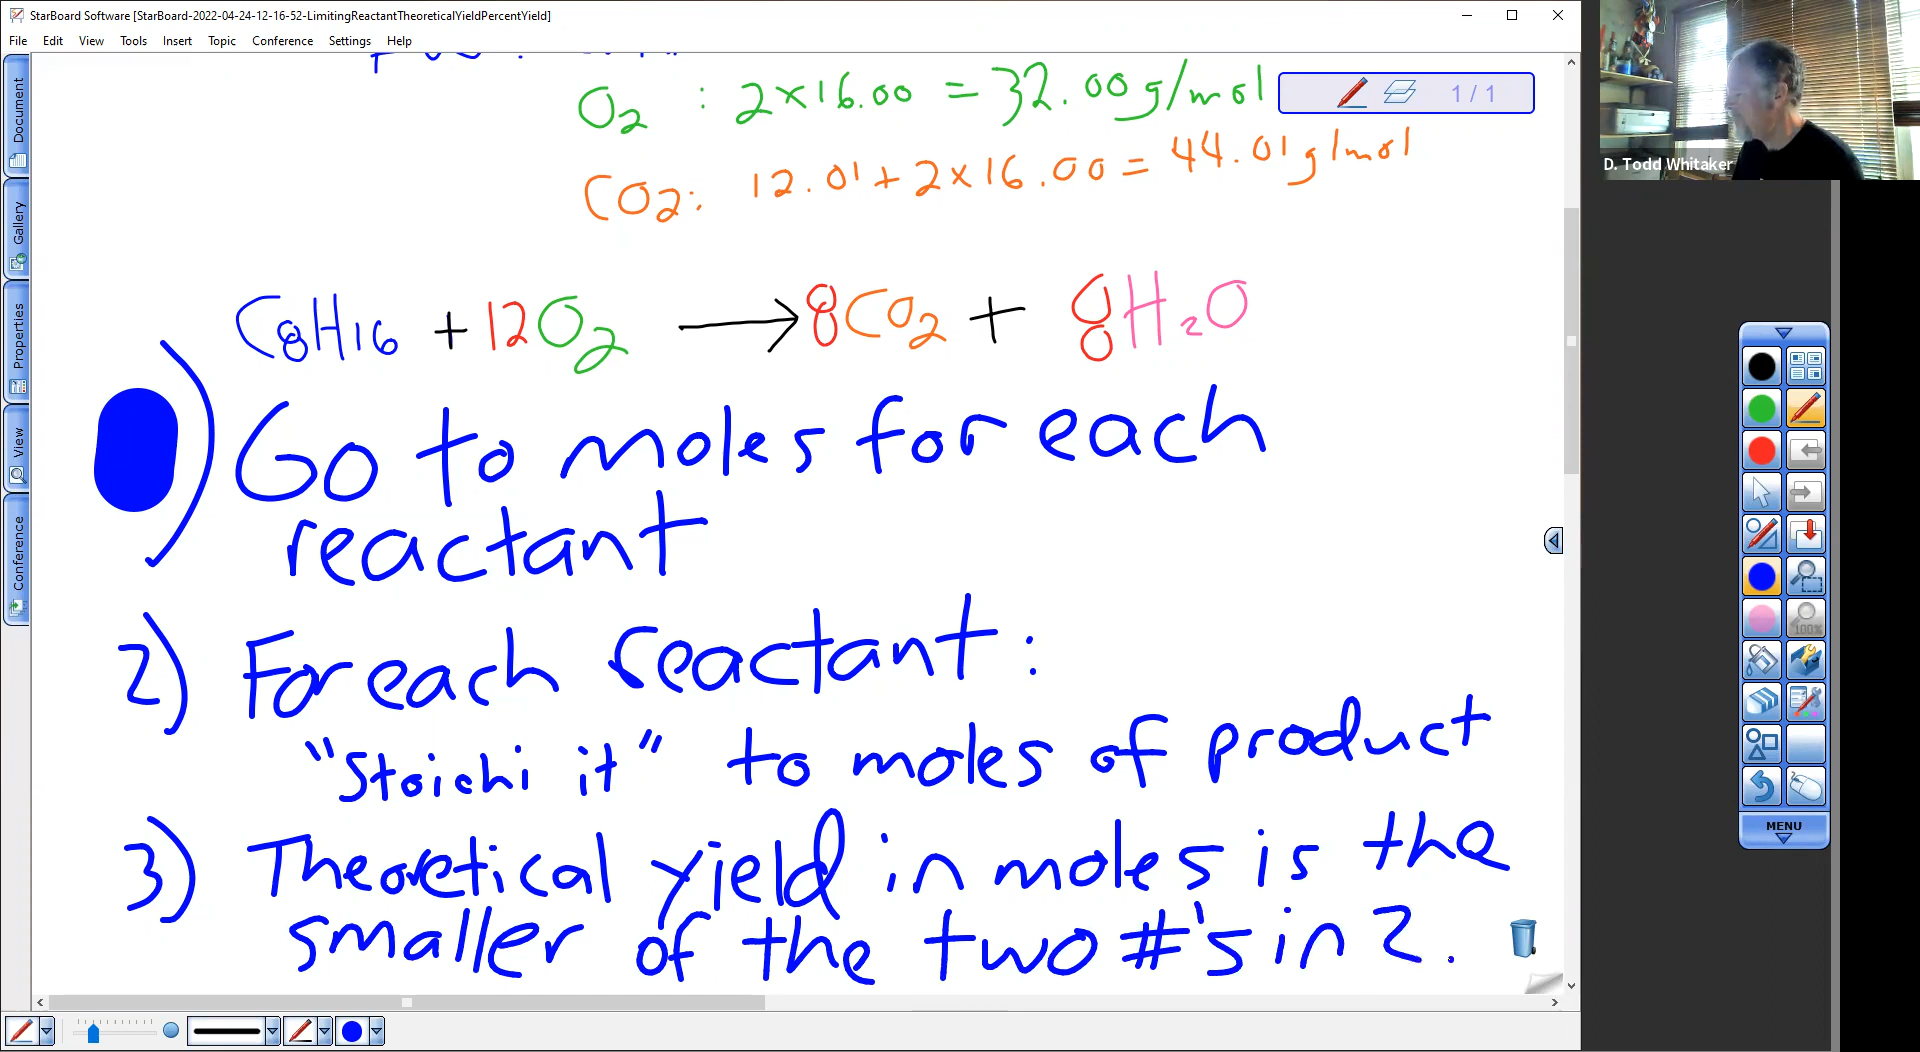 StarBoard Software [StarBoard-2022-04-24-12-16-52-LimitingReactantTheoreticalYieldPercentYield]
File Edit View Tools Insert Topic Conference Settings Help
Document
Gallery
Properties
View
Conference
O2 : 2×16.00 = 32.00 g/mol
1 / 1
CO2: 12.01 + 2×16.00 = 44.01 g/mol
C8H16 + 12O2 → 8CO2 + 8H2O
) Go to moles for each
reactant
2) For each reactant:
"Stoichi it" to moles of product
3) Theoretical yield in moles is the
smaller of the two #'s in 2.
D. Todd Whitaker
100%
MENU